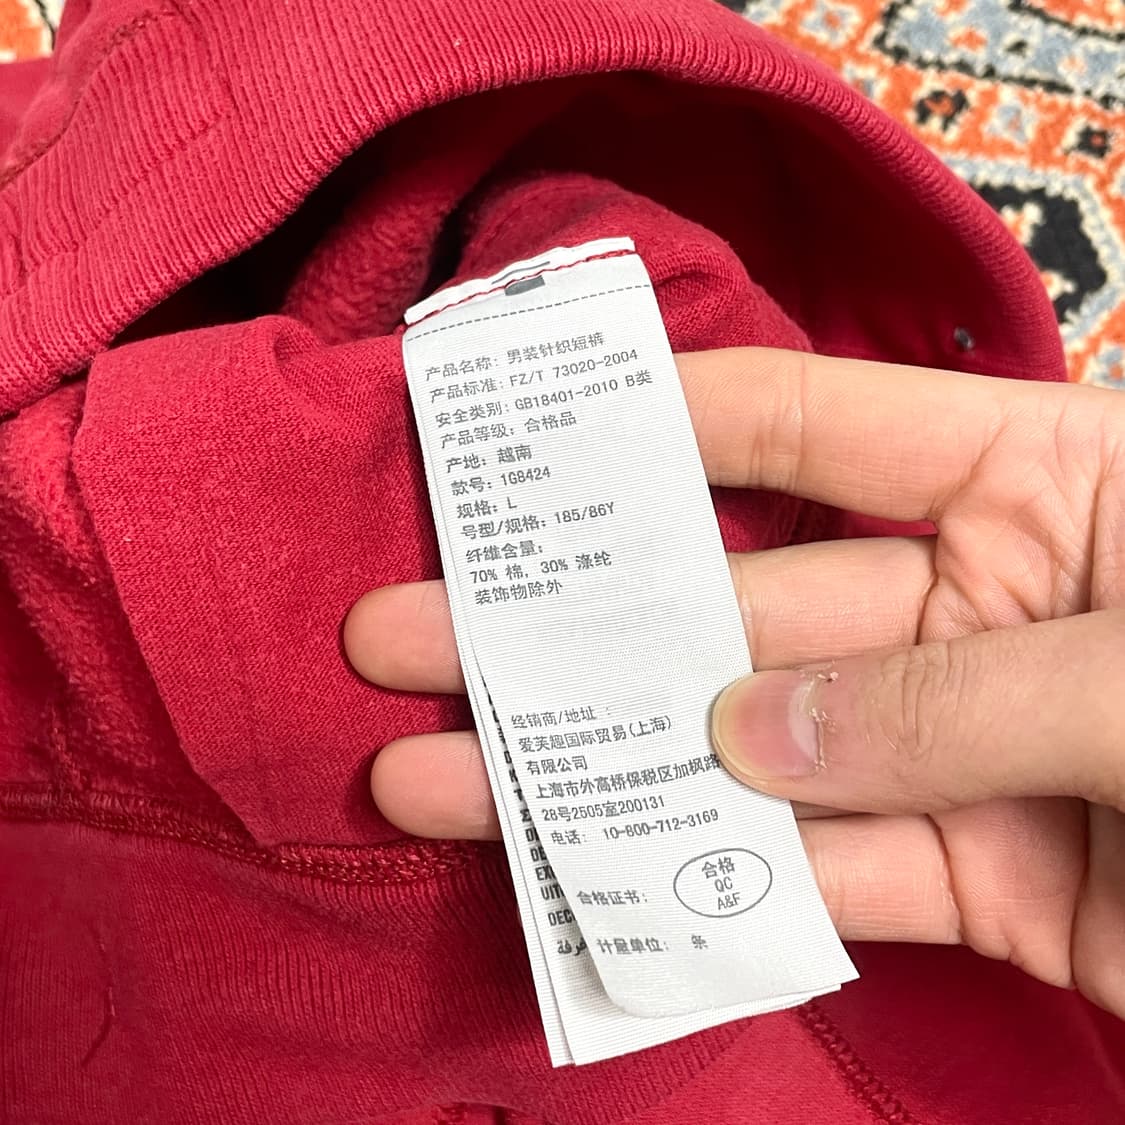 产品名称: 男装针织短裤
产品标准: FZ/T 73020-2004
安全类别: GB18401-2010 B类
产品等级: 合格品
产地: 越南
款号: 1G8424
规格: L
号型/规格: 185/86Y
纤维含量:
70% 棉, 30% 涤纶
装饰物除外
经销商/地址 :
爱芙趣国际贸易(上海)
有限公司
上海市外高桥保税区加枫路
28号2505室200131
电话: 10-800-712-3169
合格证书:
合格
QC
A&F
计量单位: 条